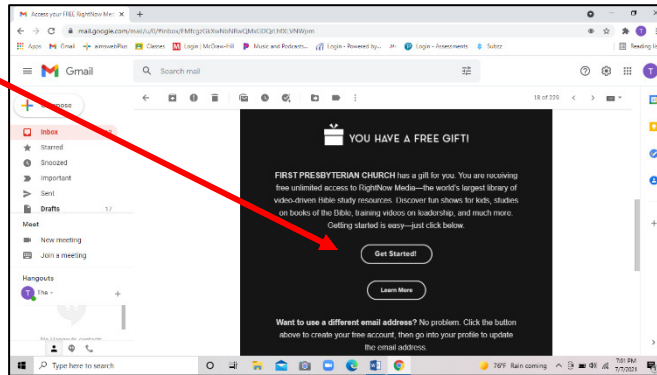 Access your FREE RightNow Me
mail.google.com/mail/u/0/#inbox/FMfcgzGkXwNbNBwQMvGDQLhfXLVNWpm
Apps Gmail aimswebPlus Classes Login | McGraw-Hill Music and Podcasts... Login - Powered by... Login - Assessments Subzz Reading lis
Gmail
Search mail
18 of 229
Inbox
Starred
Snoozed
Important
Sent
Drafts 17
Meet
New meeting
Join a meeting
Hangouts
YOU HAVE A FREE GIFT!
FIRST PRESBYTERIAN CHURCH has a gift for you. You are receiving
free unlimited access to RightNow Media—the world's largest library of
video-driven Bible study resources. Discover fun shows for kids, studies
on books of the Bible, training videos on leadership, and much more.
Getting started is easy—just click below.
Get Started!
Learn More
Want to use a different email address? No problem. Click the button
above to create your free account, then go into your profile to update
the email address.
Type here to search
76°F Rain coming
7:01 PM
7/7/2021